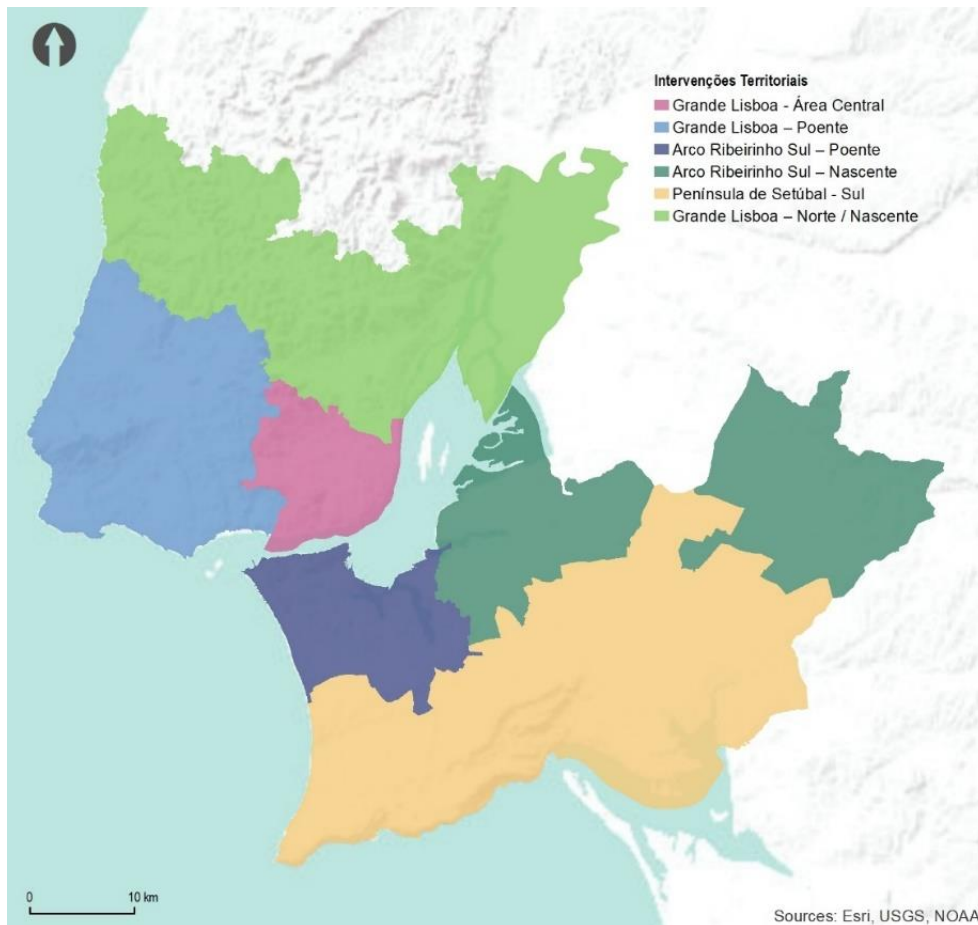 Intervenções Territoriais
Grande Lisboa - Área Central
Grande Lisboa – Poente
Arco Ribeirinho Sul – Poente
Arco Ribeirinho Sul – Nascente
Península de Setúbal - Sul
Grande Lisboa – Norte / Nascente
0 10 km
Sources: Esri, USGS, NOAA